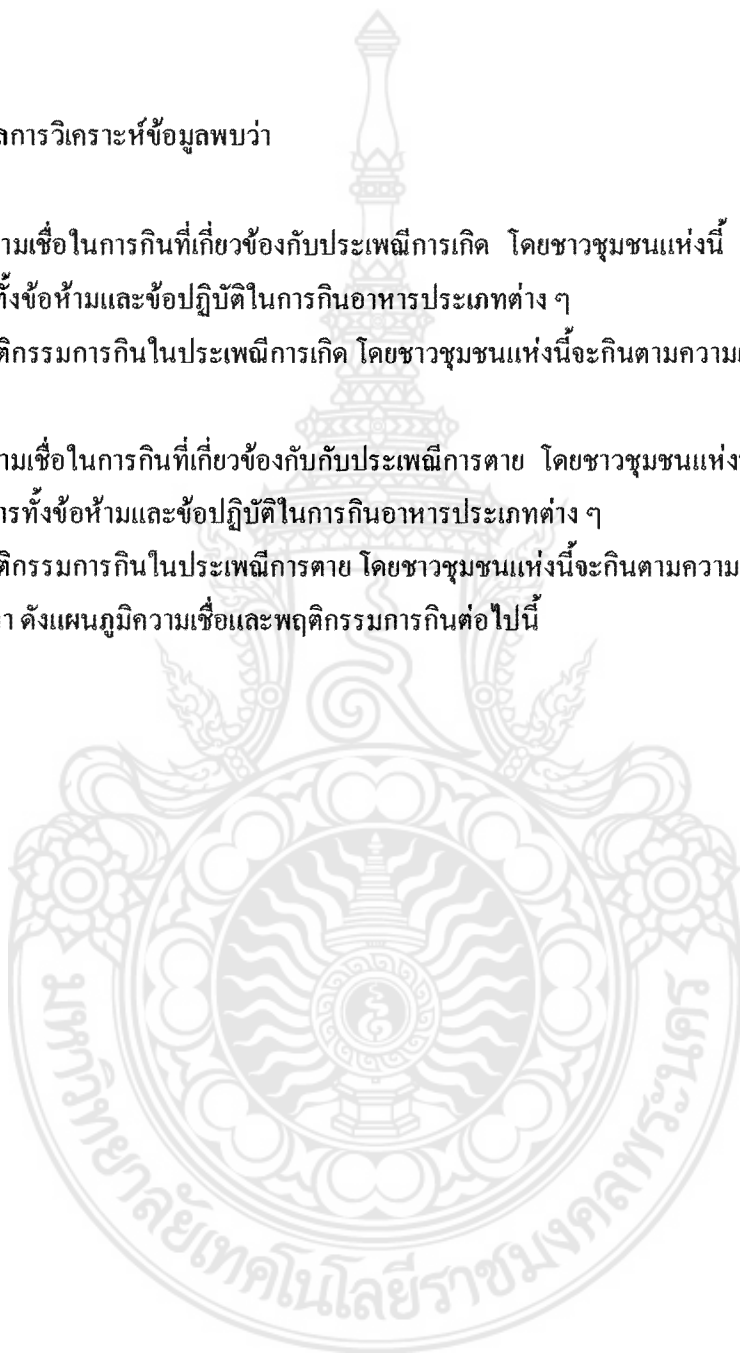 ลการวิเคราะห์ข้อมูลพบว่า
ามเชื่อในการกินที่เกี่ยวข้องกับประเพณีการเกิด โดยชาวชุมชนแห่งนี้
ทั้งข้อห้ามและข้อปฏิบัติในการกินอาหารประเภทต่าง ๆ
ติกรรมการกินในประเพณีการเกิด โดยชาวชุมชนแห่งนี้จะกินตามความเ
ามเชื่อในการกินที่เกี่ยวข้องกับกับประเพณีการตาย โดยชาวชุมชนแห่ง
ารทั้งข้อห้ามและข้อปฏิบัติในการกินอาหารประเภทต่าง ๆ
ติกรรมการกินในประเพณีการตาย โดยชาวชุมชนแห่งนี้จะกินตามความ
า ดังแผนภูมิความเชื่อและพฤติกรรมการกินต่อไปนี้
มหาวิทยาลัยเทคโนโลยีราชมงคลพระนคร